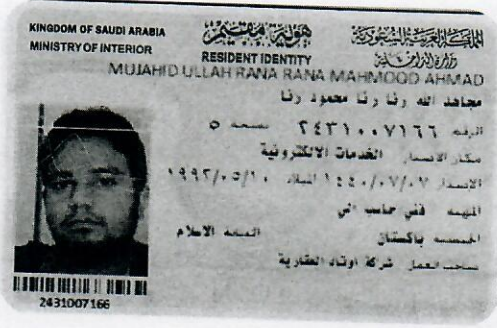 KINGDOM OF SAUDI ARABIA
MINISTRY OF INTERIOR
هوية مقيم
RESIDENT IDENTITY
المملكة العربية السعودية
وزارة الداخلية
MUJAHID ULLAH RANA RANA MAHMOOD AHMAD
مجاهد الله رنا رنا محمود رنا
الرقم ٢٤٣١٠٠٧١٦٦ نسخة ٥
مكان الاصدار الخدمات الالكترونية
الاصدار ١٤٤٠/٠٧/٠٧ الميلاد ١٩٩٢/٠٥/١٠
المهنة فني حاسب الي
الجنسية باكستان الديانة الاسلام
صاحب العمل شركة اوتاد العقارية
2431007166